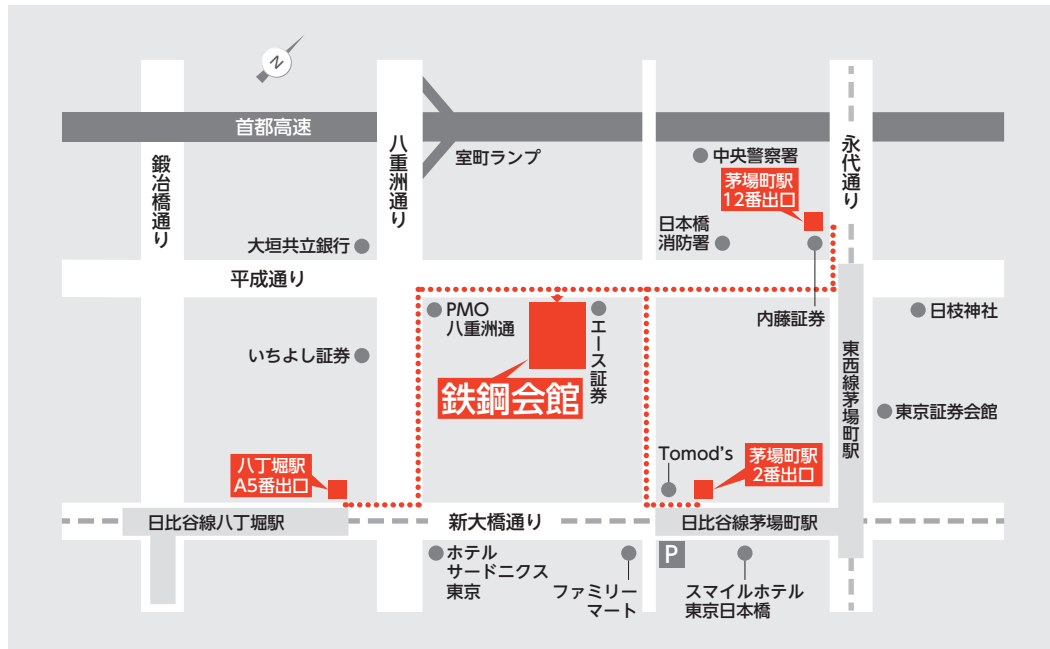 N
首都高速
鍛冶橋通り
八重洲通り
室町ランプ
中央警察署
永代通り
茅場町駅
12番出口
日本橋
消防署
大垣共立銀行
平成通り
PMO
八重洲通
エース証券
内藤証券
日枝神社
いちよし証券
鉄鋼会館
東西線茅場町駅
東京証券会館
八丁堀駅
A5番出口
Tomod's
茅場町駅
2番出口
日比谷線八丁堀駅
新大橋通り
日比谷線茅場町駅
ホテル
サードニクス
東京
ファミリー
マート
P
スマイルホテル
東京日本橋